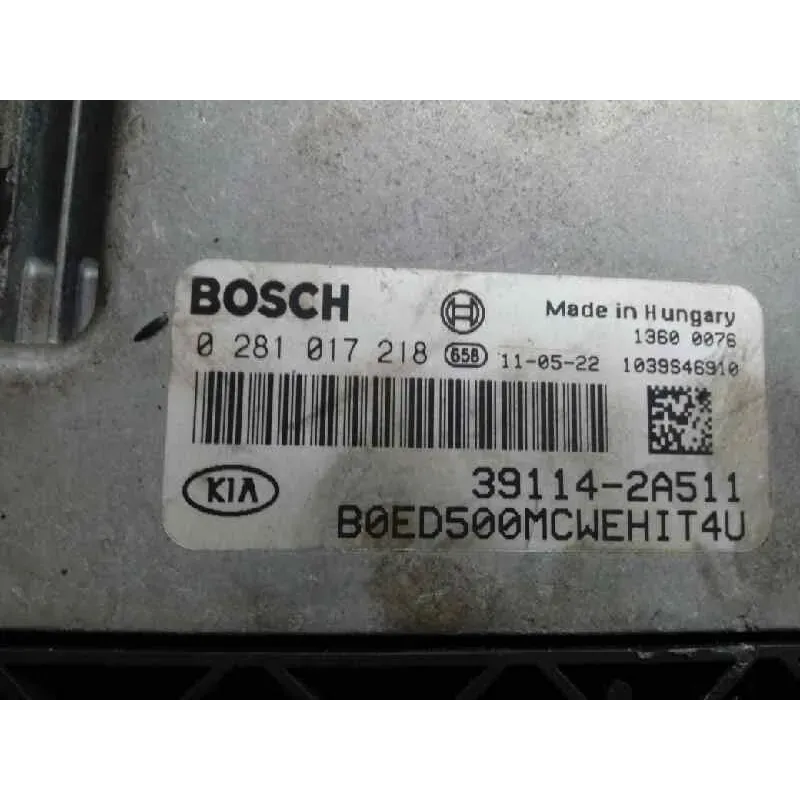 BOSCH
Made in Hungary
1360 0076
0 281 017 218 658 11-05-22 1039S46910
KIA
39114-2A511
B0ED500MCWEHIT4U